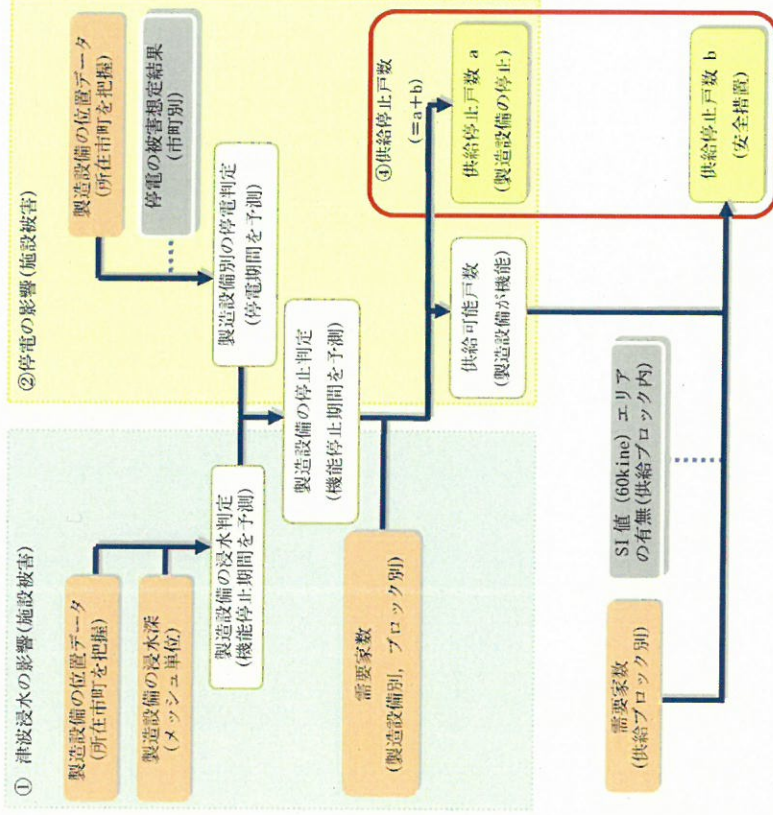 ① 津波浸水の影響(施設被害)
製造設備の位置データ
(所在市町を把握)
製造設備の浸水深
(メッシュ単位)
製造設備の浸水判定
(機能停止期間を予測)
②停電の影響(施設被害)
製造設備の位置データ
(所在市町を把握)
停電の被害想定結果
(市町別)
製造設備別の停電判定
(停電期間を予測)
製造設備の停止判定
(機能停止期間を予測)
需要家数
(製造設備別, ブロック別)
供給可能戸数
(製造設備が機能)
④供給停止戸数
(=a+b)
供給停止戸数 a
(製造設備の停止)
需要家数
(供給ブロック別)
SI 値 (60kine) エリア
の有無(供給ブロック内)
供給停止戸数 b
(安全措置)